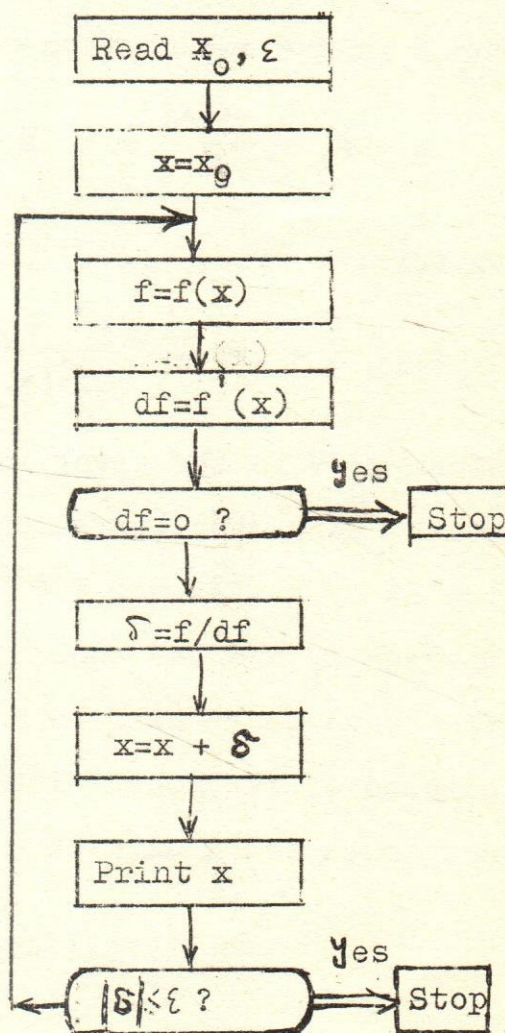 Read X₀, ε
x=x₀
f=f(x)
df=f'(x)
df=o ?
yes
Stop
δ=f/df
x=x + δ
Print x
|δ|<ε ?
yes
Stop